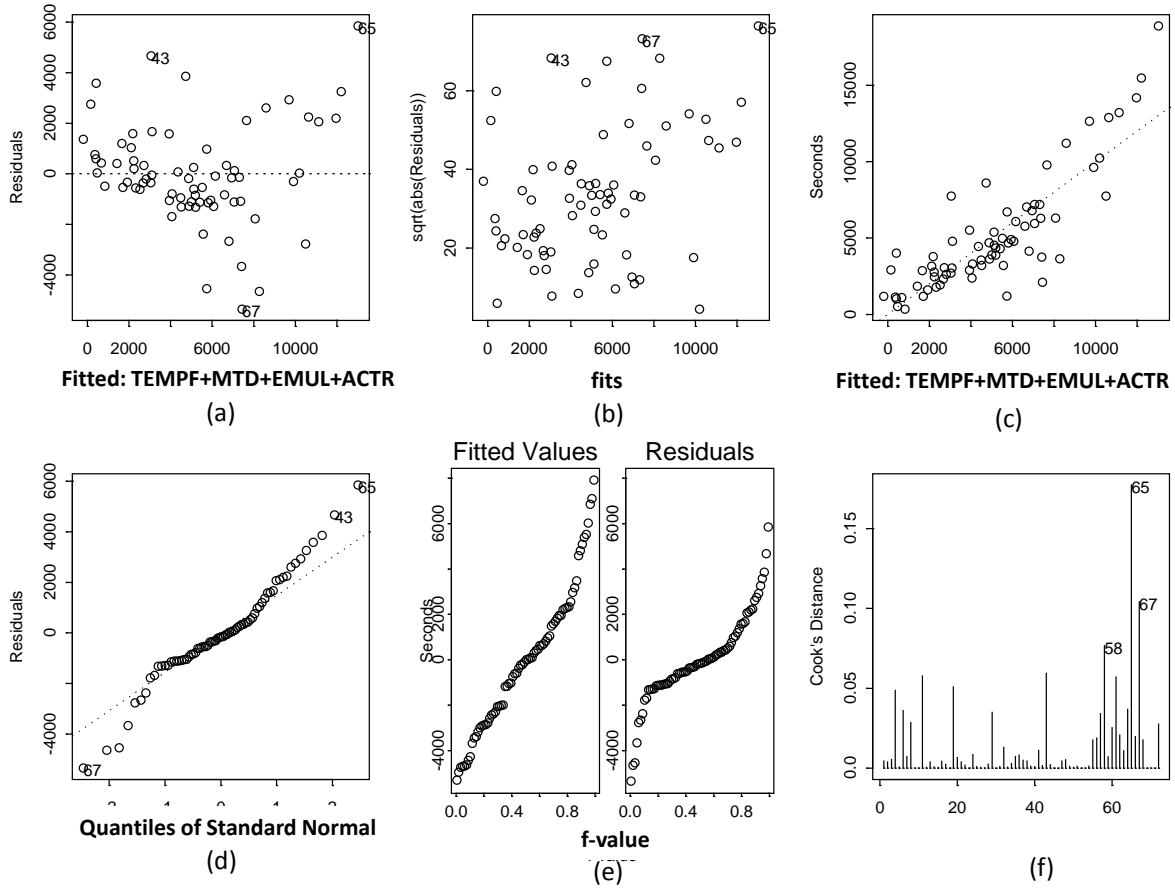 6000
4000
2000
0
-4000
Residuals
43
65
67
0 2000 6000 10000
Fitted: TEMPF+MTD+EMUL+ACTR
(a)
60
40
20
sqrt(abs(Residuals))
43
67
65
0 2000 6000 10000
fits
(b)
15000
10000
5000
0
Seconds
0 2000 6000 10000
Fitted: TEMPF+MTD+EMUL+ACTR
(c)
6000
4000
2000
0
-4000
Residuals
65
43
67
0
Quantiles of Standard Normal
(d)
Fitted Values Residuals
6000
2000
0
-4000
Seconds
6000
2000
0
-4000
0.0 0.4 0.8 0.0 0.4 0.8
f-value
(e)
0.15
0.10
0.05
0.0
Cook's Distance
65
67
58
0 20 40 60
(f)